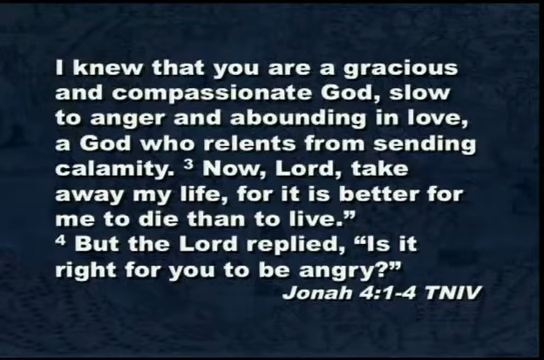 I knew that you are a gracious
and compassionate God, slow
to anger and abounding in love,
a God who relents from sending
calamity. ³ Now, Lord, take
away my life, for it is better for
me to die than to live.”
⁴ But the Lord replied, “Is it
right for you to be angry?”
Jonah 4:1-4 TNIV